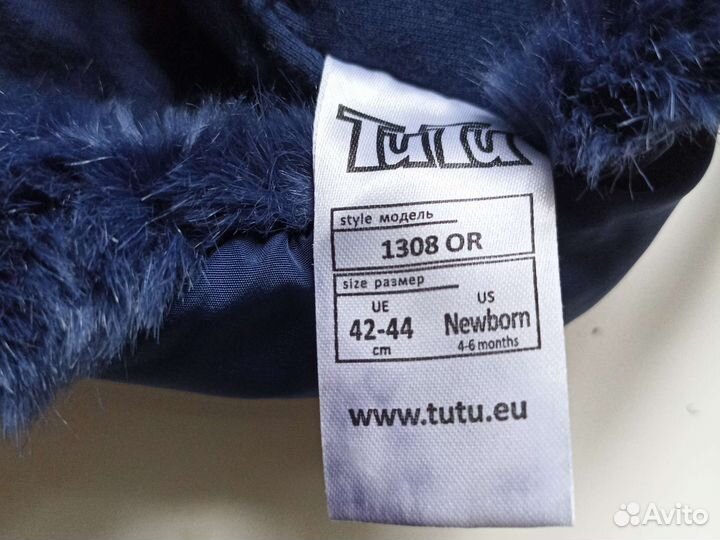 TuTu
style модель
1308 OR
size размер
UE US
42-44 Newborn
cm 4-6 months
www.tutu.eu
Avito